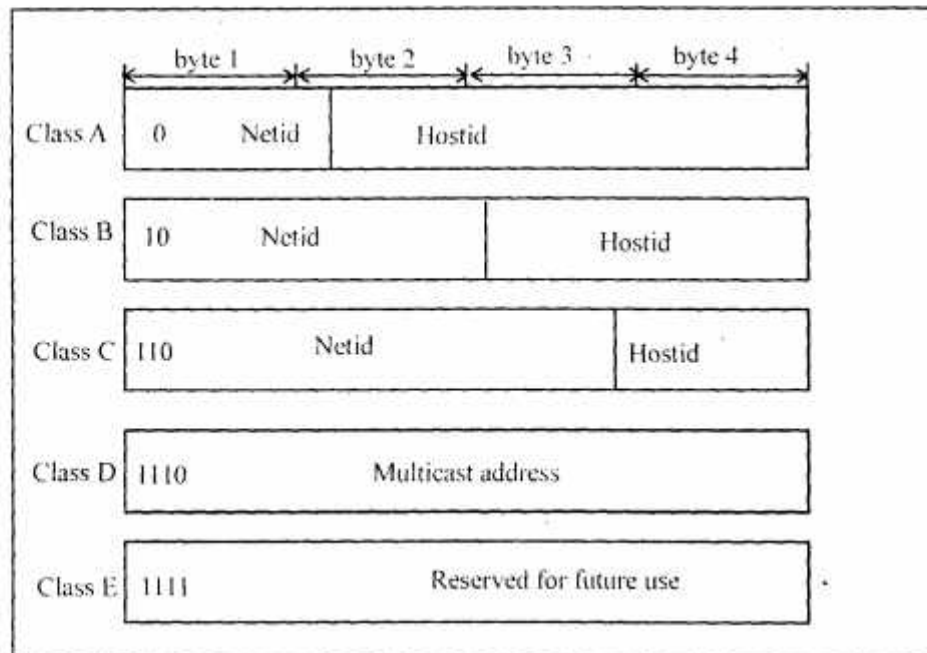 byte 1 byte 2 byte 3 byte 4
Class A 0 Netid Hostid
Class B 10 Netid Hostid
Class C 110 Netid Hostid
Class D 1110 Multicast address
Class E 1111 Reserved for future use